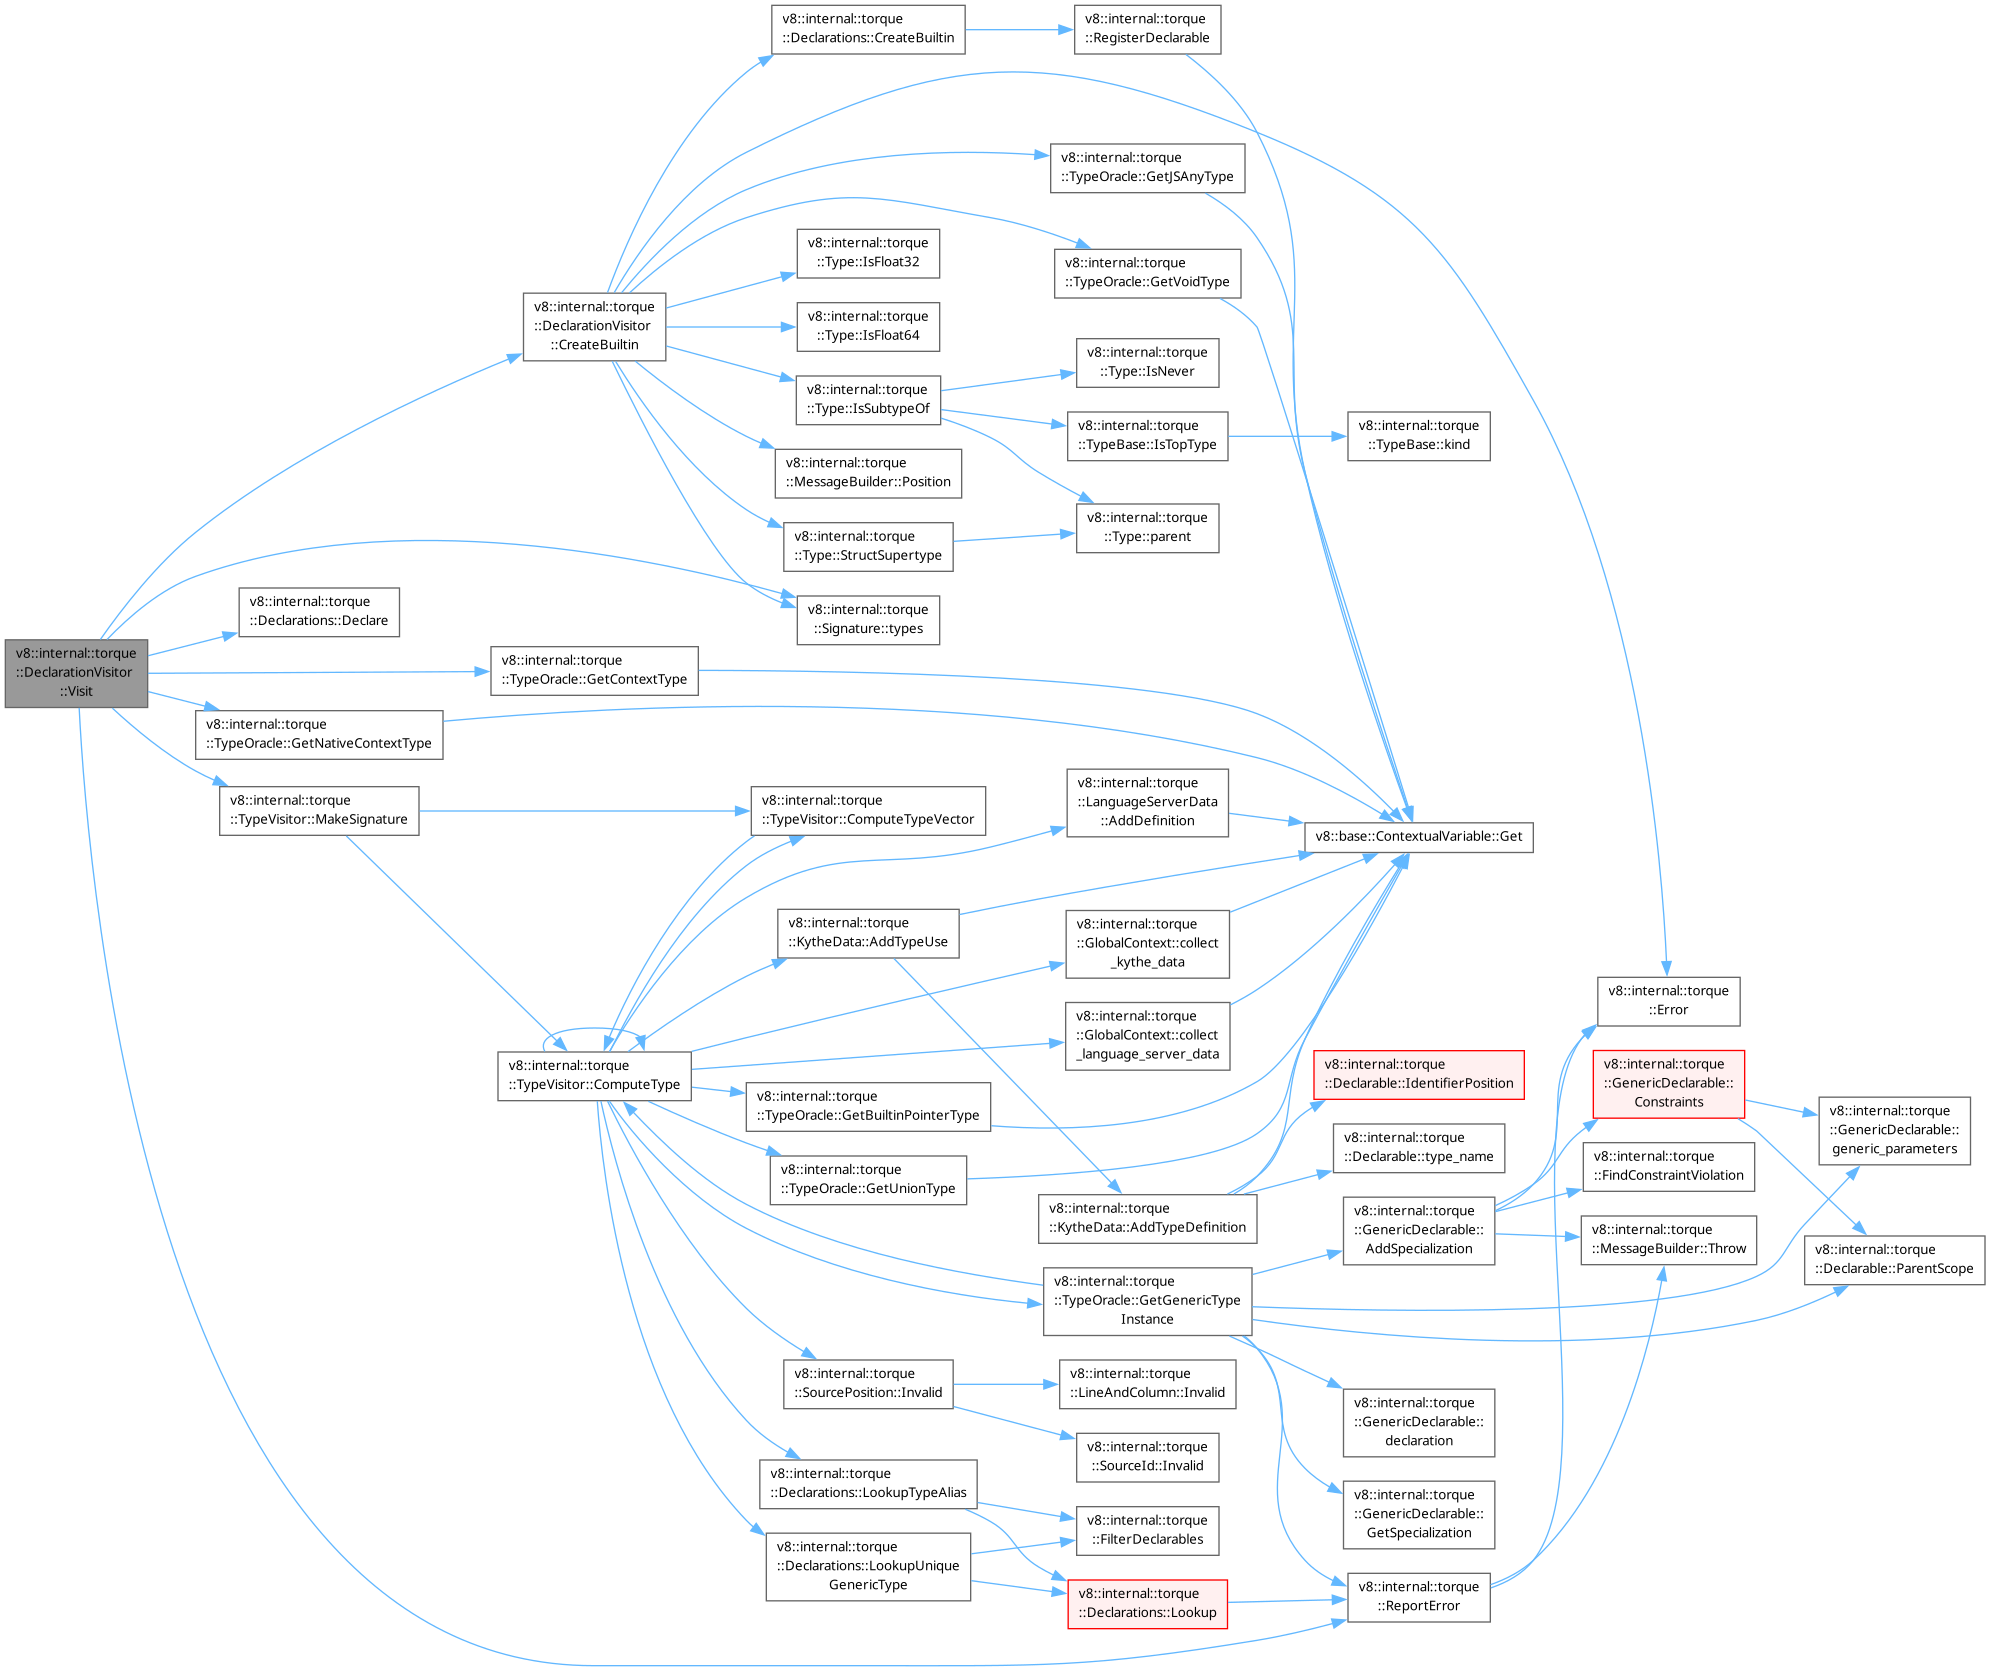 v8::internal::torque
::Declarations::CreateBuiltin
v8::internal::torque
::RegisterDeclarable
v8::internal::torque
::TypeOracle::GetJSAnyType
v8::internal::torque
::Type::IsFloat32
v8::internal::torque
::TypeOracle::GetVoidType
v8::internal::torque
::DeclarationVisitor
::CreateBuiltin
v8::internal::torque
::Type::IsFloat64
v8::internal::torque
::Type::IsNever
v8::internal::torque
::Type::IsSubtypeOf
v8::internal::torque
::TypeBase::IsTopType
v8::internal::torque
::TypeBase::kind
v8::internal::torque
::MessageBuilder::Position
v8::internal::torque
::Type::parent
v8::internal::torque
::Type::StructSupertype
v8::internal::torque
::Declarations::Declare
v8::internal::torque
::Signature::types
v8::internal::torque
::DeclarationVisitor
::Visit
v8::internal::torque
::TypeOracle::GetContextType
v8::internal::torque
::TypeOracle::GetNativeContextType
v8::internal::torque
::TypeVisitor::MakeSignature
v8::internal::torque
::TypeVisitor::ComputeTypeVector
v8::internal::torque
::LanguageServerData
::AddDefinition
v8::base::ContextualVariable::Get
v8::internal::torque
::KytheData::AddTypeUse
v8::internal::torque
::GlobalContext::collect
_kythe_data
v8::internal::torque
::Error
v8::internal::torque
::GlobalContext::collect
_language_server_data
v8::internal::torque
::TypeVisitor::ComputeType
v8::internal::torque
::Declarable::IdentifierPosition
v8::internal::torque
::GenericDeclarable::
Constraints
v8::internal::torque
::TypeOracle::GetBuiltinPointerType
v8::internal::torque
::GenericDeclarable::
generic_parameters
v8::internal::torque
::Declarable::type_name
v8::internal::torque
::FindConstraintViolation
v8::internal::torque
::TypeOracle::GetUnionType
v8::internal::torque
::KytheData::AddTypeDefinition
v8::internal::torque
::GenericDeclarable::
AddSpecialization
v8::internal::torque
::MessageBuilder::Throw
v8::internal::torque
::Declarable::ParentScope
v8::internal::torque
::TypeOracle::GetGenericType
Instance
v8::internal::torque
::SourcePosition::Invalid
v8::internal::torque
::LineAndColumn::Invalid
v8::internal::torque
::GenericDeclarable::
declaration
v8::internal::torque
::SourceId::Invalid
v8::internal::torque
::Declarations::LookupTypeAlias
v8::internal::torque
::GenericDeclarable::
GetSpecialization
v8::internal::torque
::FilterDeclarables
v8::internal::torque
::Declarations::LookupUnique
GenericType
v8::internal::torque
::Declarations::Lookup
v8::internal::torque
::ReportError